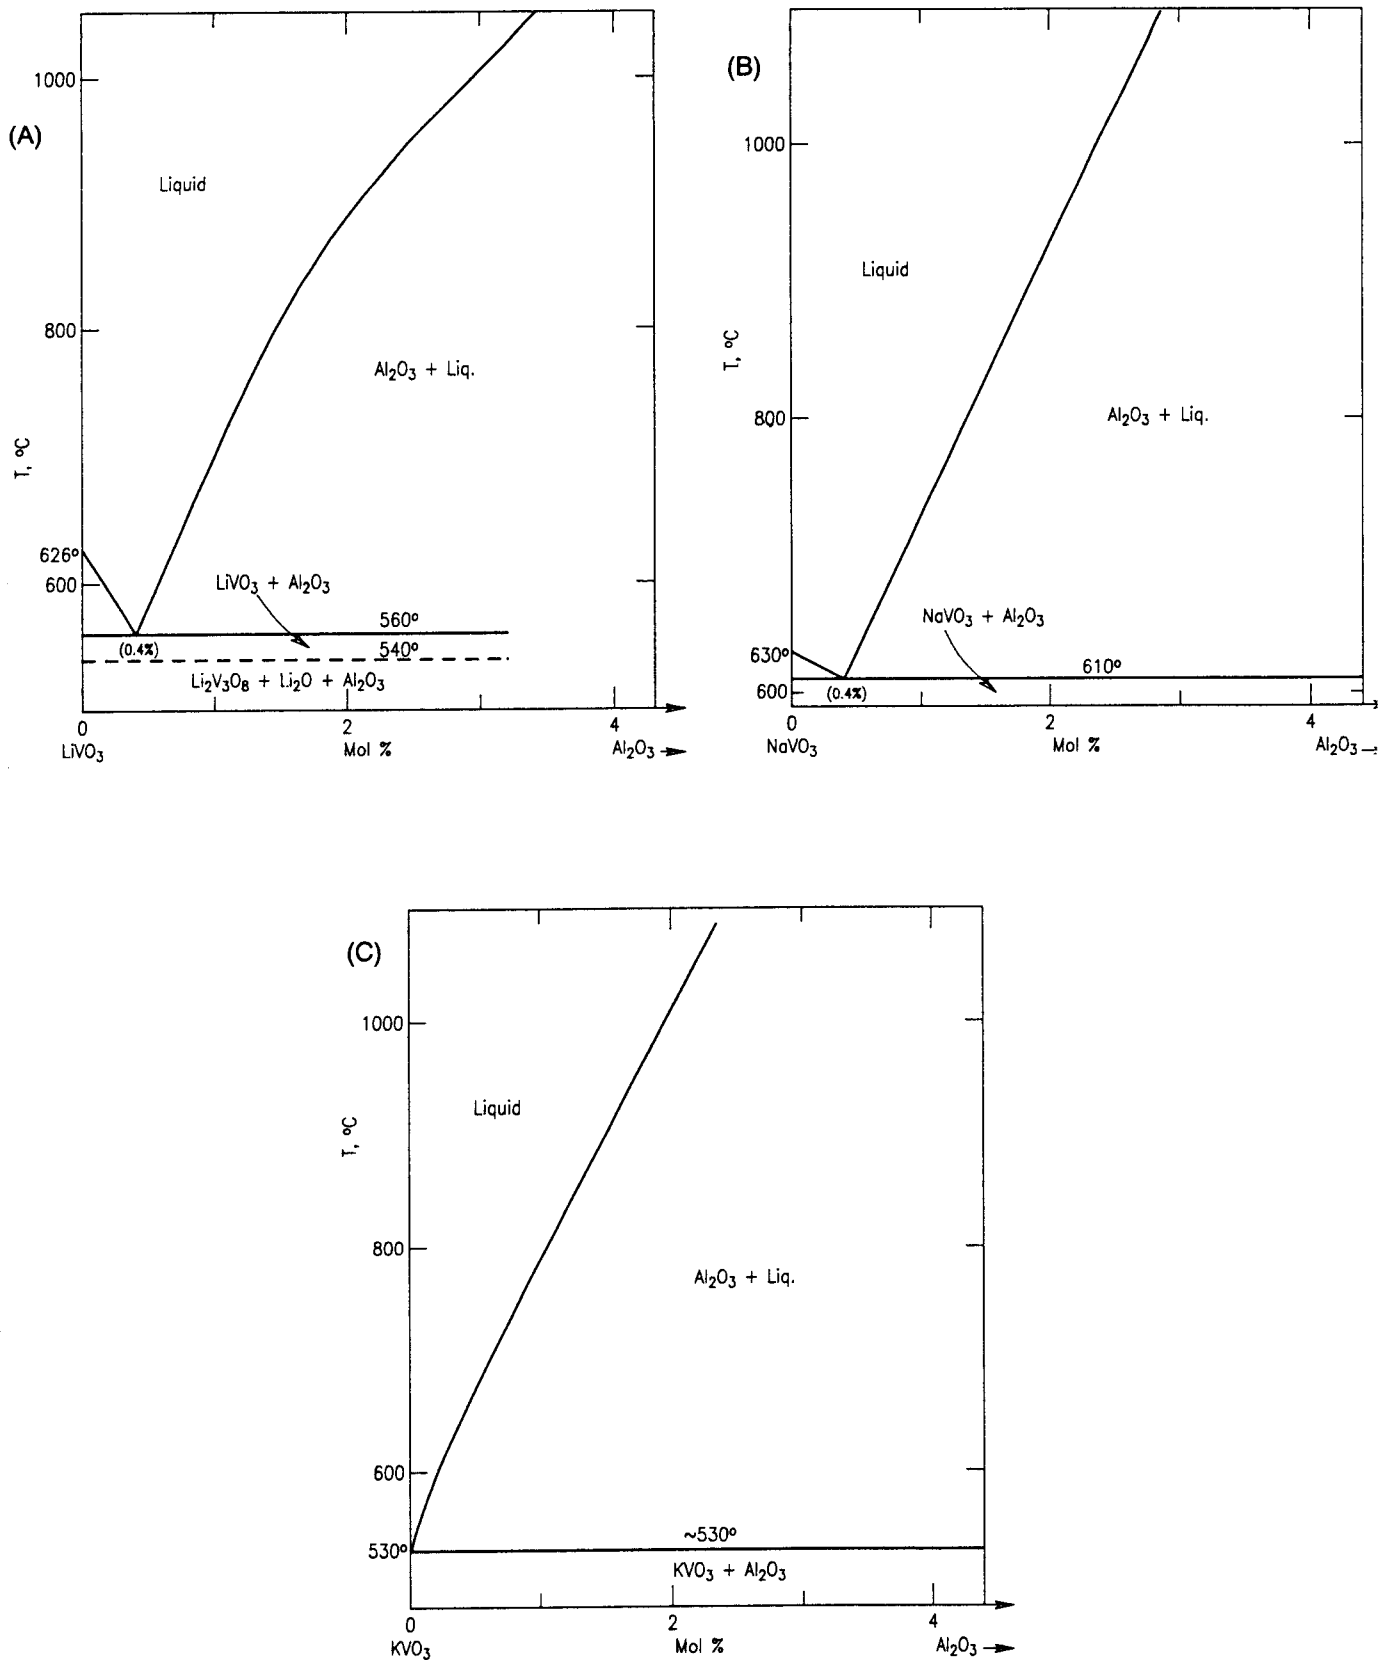 (A)
1000
Liquid
800
Al₂O₃ + Liq.
T, °C
626°
600
LiVO₃ + Al₂O₃
560°
(0.4%)
540°
Li₂V₃O₈ + Li₂O + Al₂O₃
0
2
4
LiVO₃
Mol %
Al₂O₃
(B)
1000
Liquid
T, °C
800
Al₂O₃ + Liq.
NaVO₃ + Al₂O₃
630°
610°
600
(0.4%)
0
2
4
NaVO₃
Mol %
Al₂O₃
(C)
1000
Liquid
T, °C
800
Al₂O₃ + Liq.
600
~530°
530°
KVO₃ + Al₂O₃
0
2
4
KVO₃
Mol %
Al₂O₃